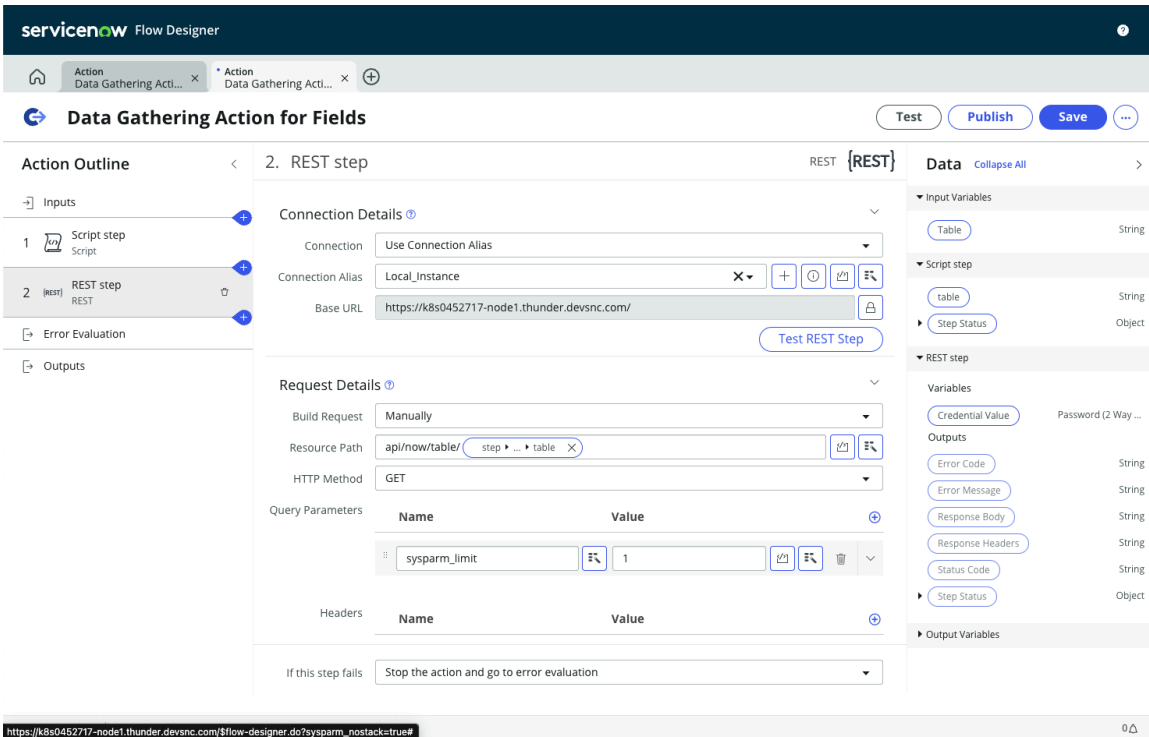 servicenow Flow Designer
Action
Data Gathering Acti...
Action
Data Gathering Acti...
Data Gathering Action for Fields
Test
Publish
Save
Action Outline
Inputs
1
Script step
Script
2
{REST}
REST step
REST
Error Evaluation
Outputs
2. REST step
REST {REST}
Connection Details
Connection
Use Connection Alias
Connection Alias
Local_Instance
Base URL
https://k8s0452717-node1.thunder.devsnc.com/
Test REST Step
Request Details
Build Request
Manually
Resource Path
api/now/table/
step ... table
HTTP Method
GET
Query Parameters
Name
Value
sysparm_limit
1
Headers
Name
Value
If this step fails
Stop the action and go to error evaluation
Data
Collapse All
Input Variables
Table
String
Script step
table
String
Step Status
Object
REST step
Variables
Credential Value
Password (2 Way ...
Outputs
Error Code
String
Error Message
String
Response Body
String
Response Headers
String
Status Code
String
Step Status
Object
Output Variables
https://k8s0452717-node1.thunder.devsnc.com/$flow-designer.do?sysparm_nostack=true#
0